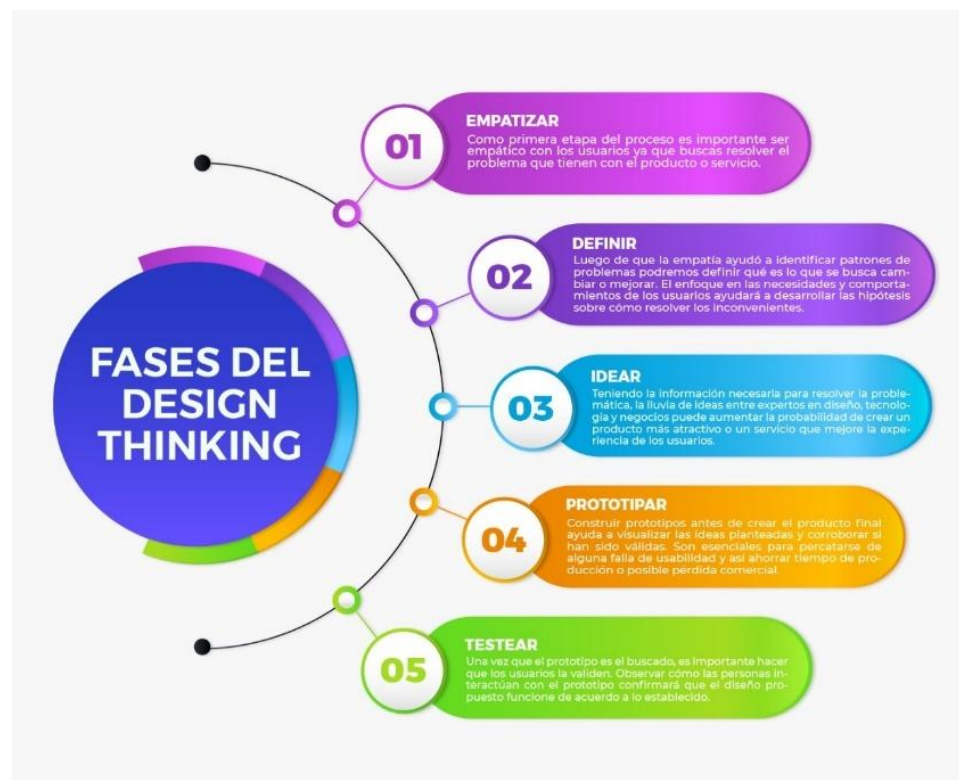 FASES DEL
DESIGN
THINKING
01
EMPATIZAR
Como primera etapa del proceso es importante ser
empático con los usuarios ya que buscas resolver el
problema que tienen con el producto o servicio.
02
DEFINIR
Luego de que la empatía ayudó a identificar patrones de
problemas podremos definir qué es lo que se busca cam-
biar o mejorar. El enfoque en las necesidades y comporta-
mientos de los usuarios ayudará a desarrollar las hipótesis
sobre cómo resolver los inconvenientes.
03
IDEAR
Teniendo la información necesaria para resolver la proble-
mática, la lluvia de ideas entre expertos en diseño, tecnolo-
gía y negocios puede aumentar la probabilidad de crear un
producto más atractivo o un servicio que mejore la expe-
riencia de los usuarios.
04
PROTOTIPAR
Construir prototipos antes de crear el producto final
ayuda a visualizar las ideas planteadas y corroborar si
han sido válidas. Son esenciales para percatarse de
alguna falla de usabilidad y así ahorrar tiempo de pro-
ducción o posible pérdida comercial.
05
TESTEAR
Una vez que el prototipo es el buscado, es importante hacer
que los usuarios la validen. Observar cómo las personas in-
teractúan con el prototipo confirmará que el diseño pro-
puesto funcione de acuerdo a lo establecido.